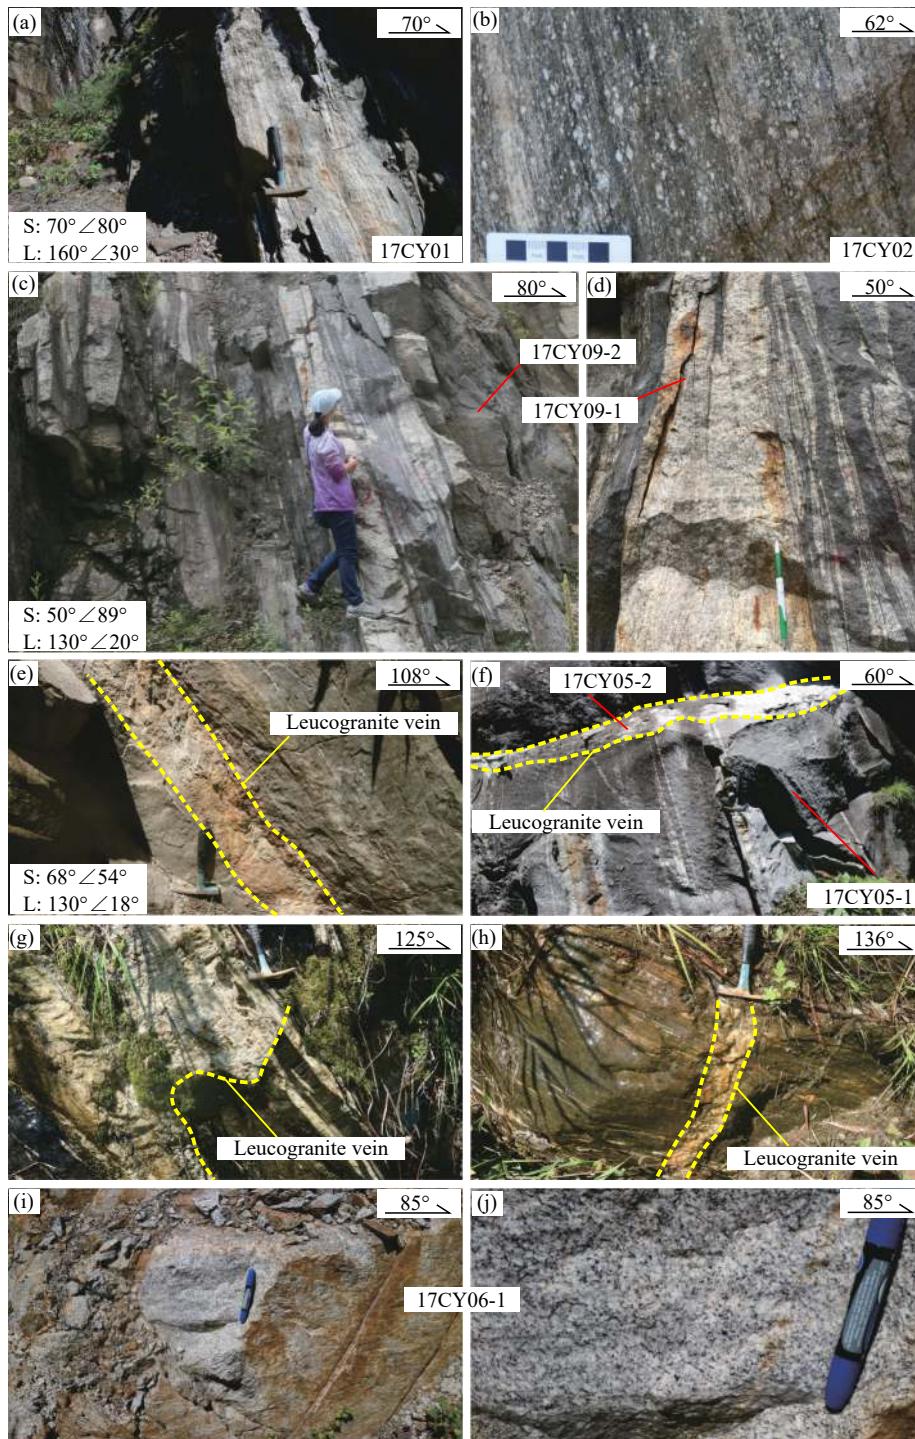 (a)
70°
S: 70°∠80°
L: 160°∠30°
17CY01
(b)
62°
17CY02
(c)
80°
17CY09-2
17CY09-1
S: 50°∠89°
L: 130°∠20°
(d)
50°
(e)
108°
Leucogranite vein
S: 68°∠54°
L: 130°∠18°
(f)
17CY05-2
60°
Leucogranite vein
17CY05-1
(g)
125°
Leucogranite vein
(h)
136°
Leucogranite vein
(i)
85°
17CY06-1
(j)
85°